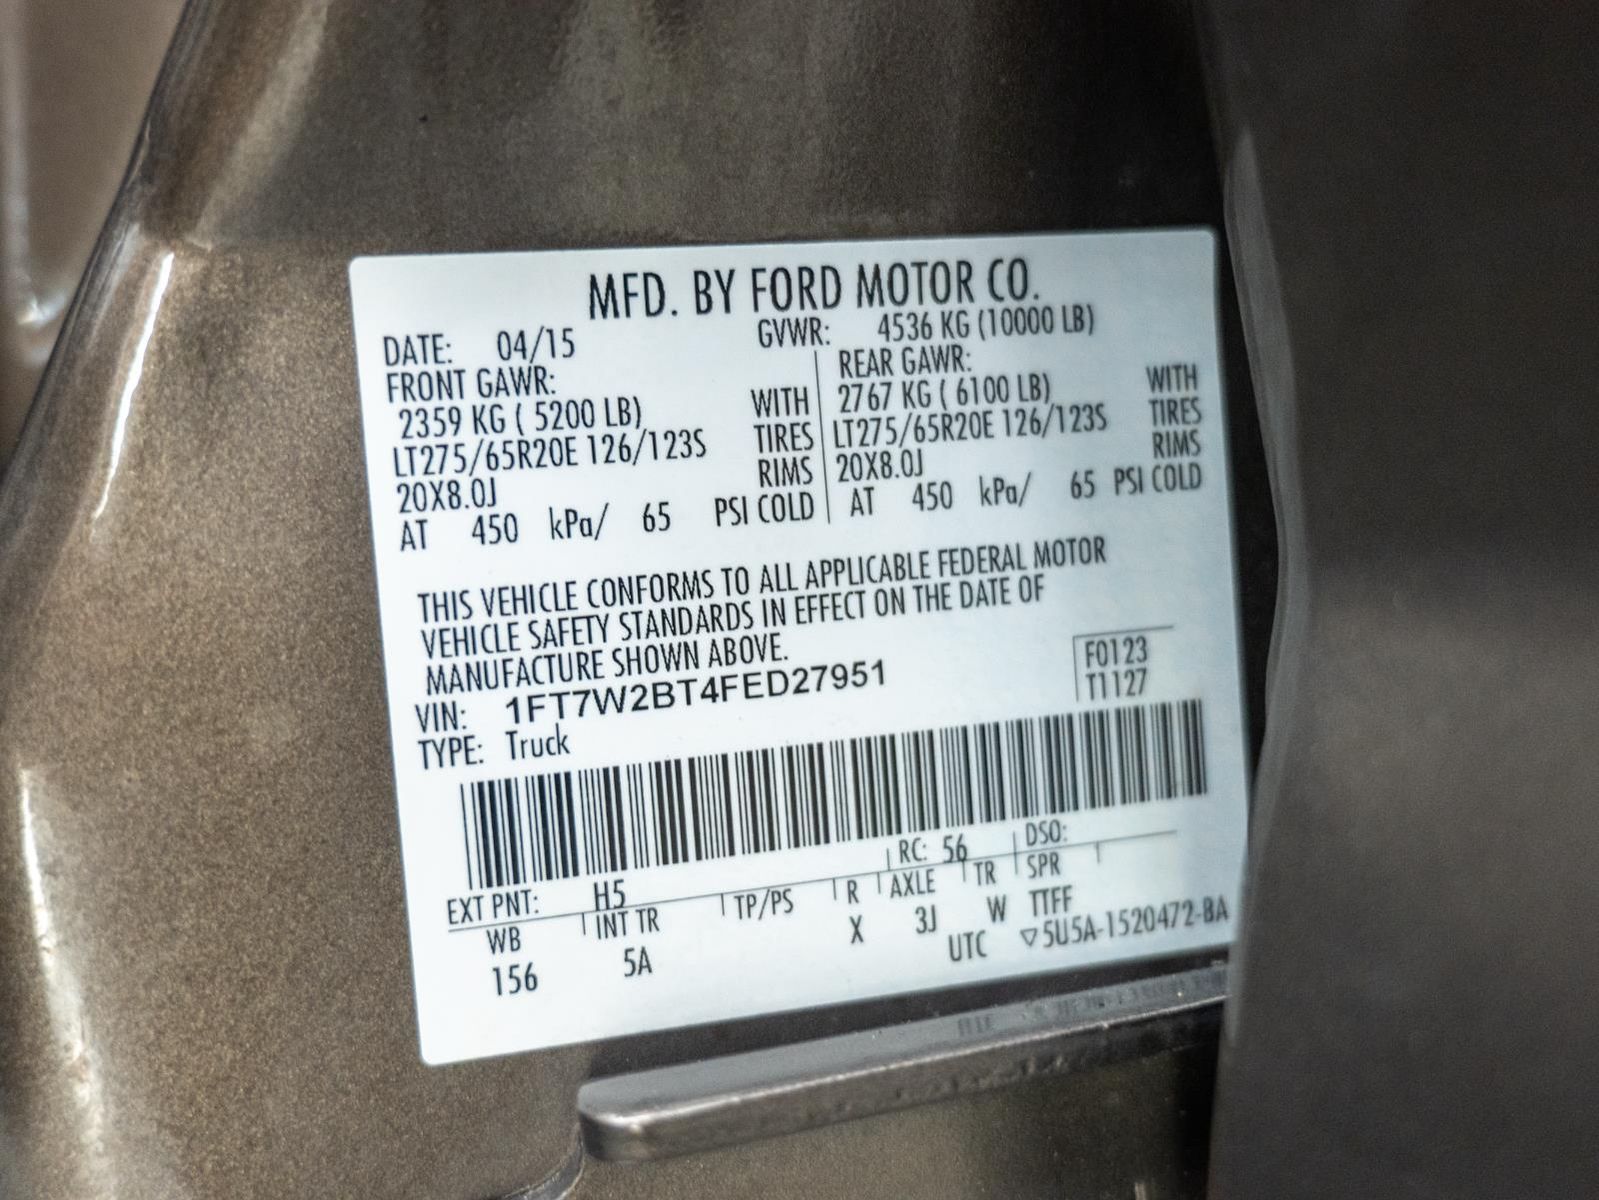 MFD. BY FORD MOTOR CO.
DATE: 04/15 GVWR: 4536 KG (10000 LB)
FRONT GAWR: REAR GAWR:
2359 KG ( 5200 LB) WITH 2767 KG ( 6100 LB) WITH
LT275/65R20E 126/123S TIRES LT275/65R20E 126/123S TIRES
20X8.0J RIMS 20X8.0J RIMS
AT 450 kPa/ 65 PSI COLD AT 450 kPa/ 65 PSI COLD
THIS VEHICLE CONFORMS TO ALL APPLICABLE FEDERAL MOTOR
VEHICLE SAFETY STANDARDS IN EFFECT ON THE DATE OF
MANUFACTURE SHOWN ABOVE.
VIN: 1FT7W2BT4FED27951 F0123
TYPE: Truck T1127
EXT PNT: H5 RC: 56 DSO:
WB INT TR TP/PS R AXLE TR SPR
156 5A X 3J W TTFF
UTC ▽5U5A-1520472-BA